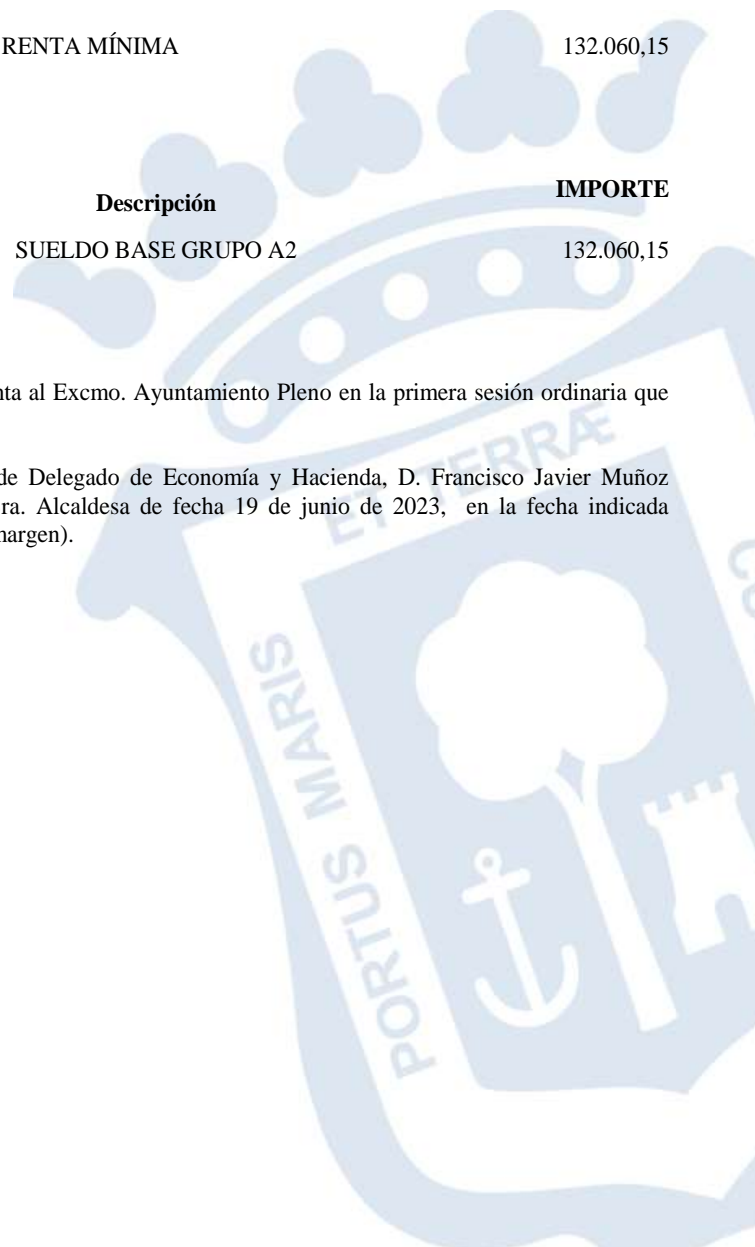 RENTA MÍNIMA 132.060,15
Descripción IMPORTE
SUELDO BASE GRUPO A2 132.060,15
nta al Excmo. Ayuntamiento Pleno en la primera sesión ordinaria que
de Delegado de Economía y Hacienda, D. Francisco Javier Muñoz
ra. Alcaldesa de fecha 19 de junio de 2023, en la fecha indicada
margen).
PORTUS MARIS
ET TERRÆ